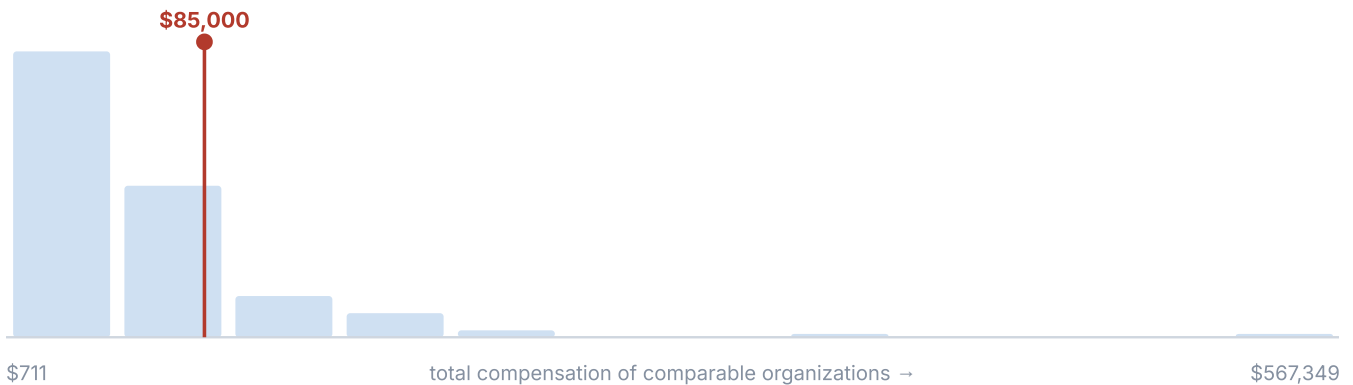 $85,000
$711 total compensation of comparable organizations → $567,349